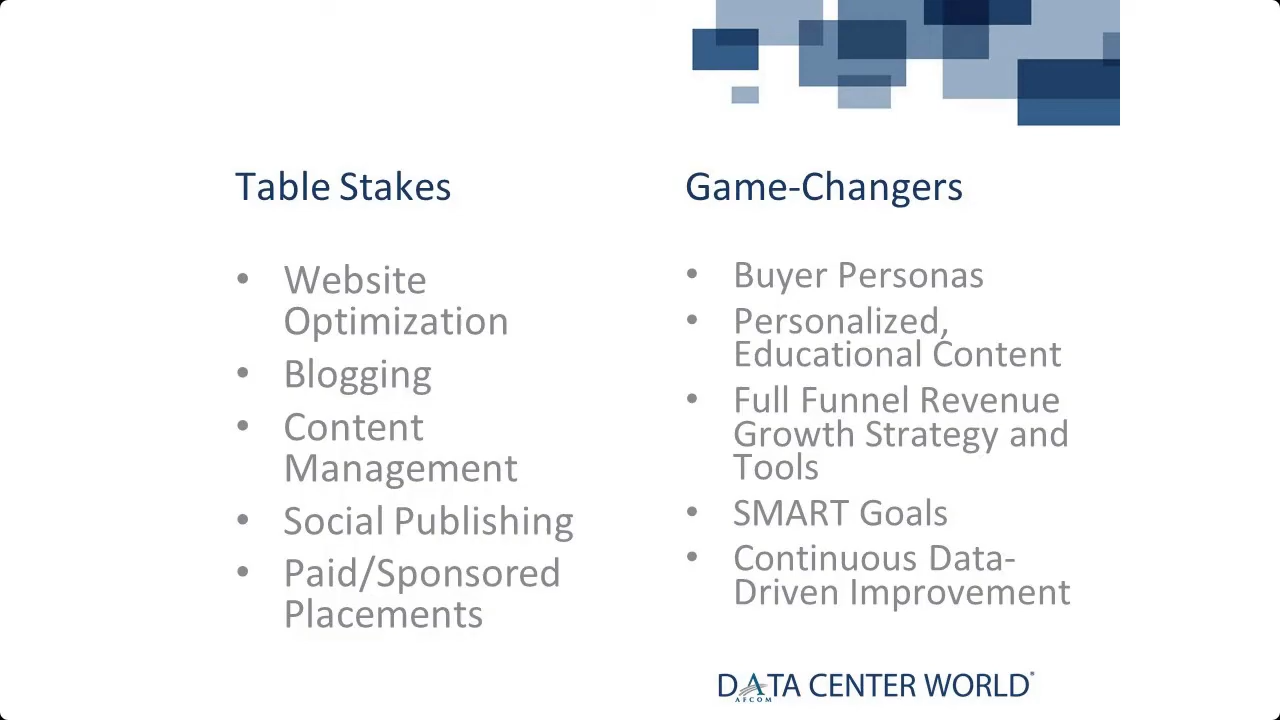 Table Stakes
• Website
Optimization
• Blogging
• Content
Management
• Social Publishing
• Paid/Sponsored
Placements
Game-Changers
• Buyer Personas
• Personalized,
Educational Content
• Full Funnel Revenue
Growth Strategy and
Tools
• SMART Goals
• Continuous Data-
Driven Improvement
DATA CENTER WORLD®
AFCOM